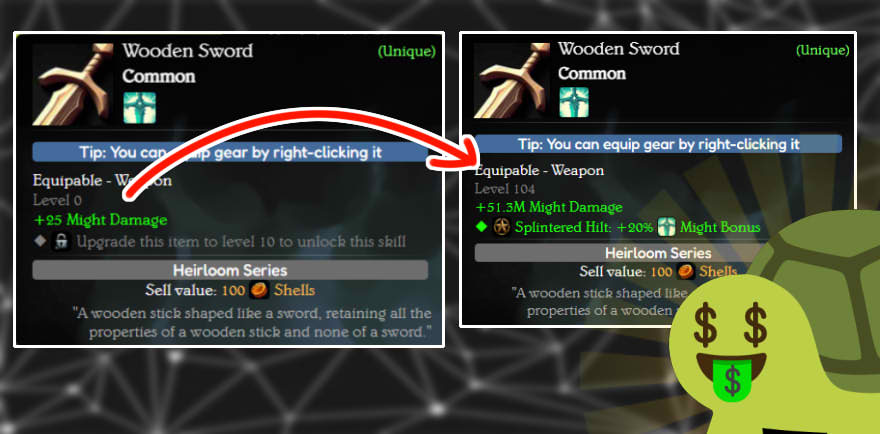 Wooden Sword
(Unique)
Common
Tip: You can equip gear by right-clicking it
Equipable - Weapon
Level 0
+25 Might Damage
Upgrade this item to level 10 to unlock this skill
Heirloom Series
Sell value: 100 Shells
"A wooden stick shaped like a sword, retaining all the
properties of a wooden stick and none of a sword."
Wooden Sword
(Unique)
Common
Tip: You can equip gear by right-clicking it
Equipable - Weapon
Level 104
+51.3M Might Damage
Splintered Hilt: +20% Might Bonus
Heirloom Series
Sell value: 100 Shells
"A wooden stick shaped like
properties of a wooden
$ $
$